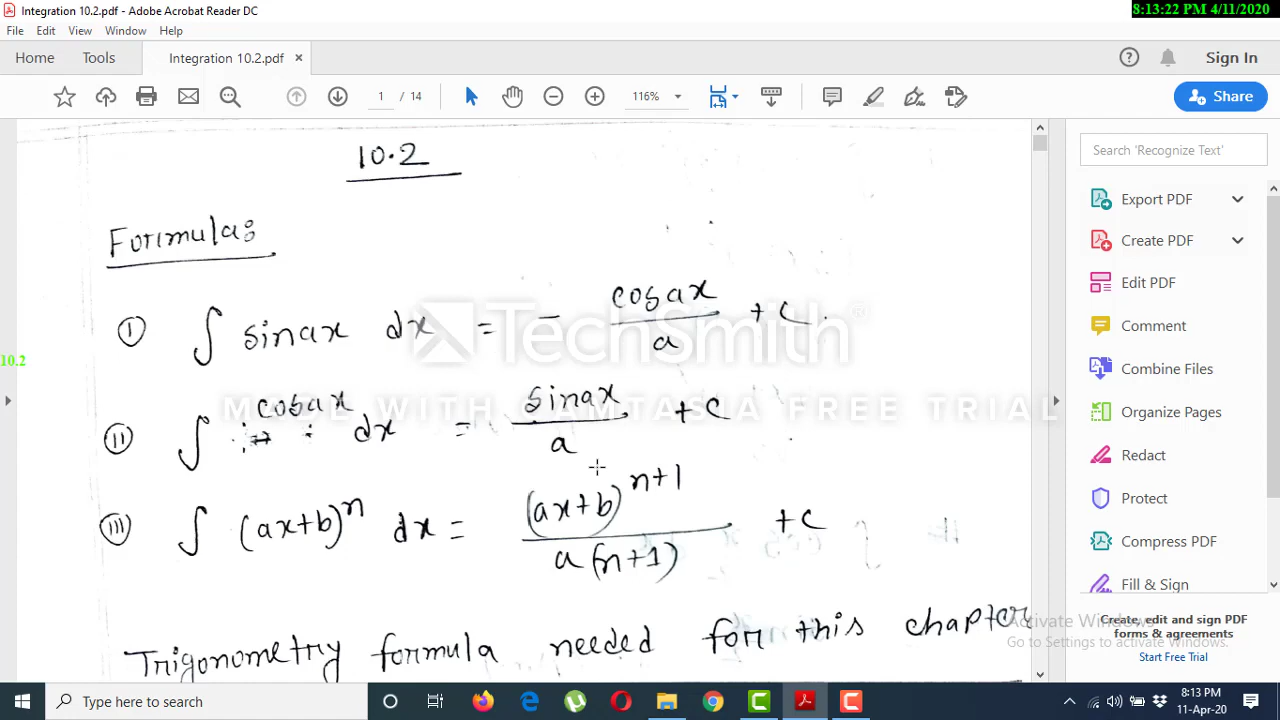 Integration 10.2.pdf - Adobe Acrobat Reader DC
8:13:22 PM 4/11/2020
File Edit View Window Help
Home Tools Integration 10.2.pdf × Sign In
1 / 14 116% Share
10.2
Formula:
(I) ∫ sinax dx = - cosax/a + C.
(II) ∫ cosax dx = sinax/a + C
(III) ∫ (ax+b)^n dx = (ax+b)^(n+1)/a(n+1) + C
Trigonometry formula needed for this chapter
10.2
TechSmith
MADE WITH CAMTASIA FREE TRIAL
Search 'Recognize Text'
Export PDF
Create PDF
Edit PDF
Comment
Combine Files
Organize Pages
Redact
Protect
Compress PDF
Fill & Sign
Create, edit and sign PDF
forms & agreements
Start Free Trial
Activate Windows
Go to Settings to activate Windows.
Type here to search
8:13 PM
11-Apr-20